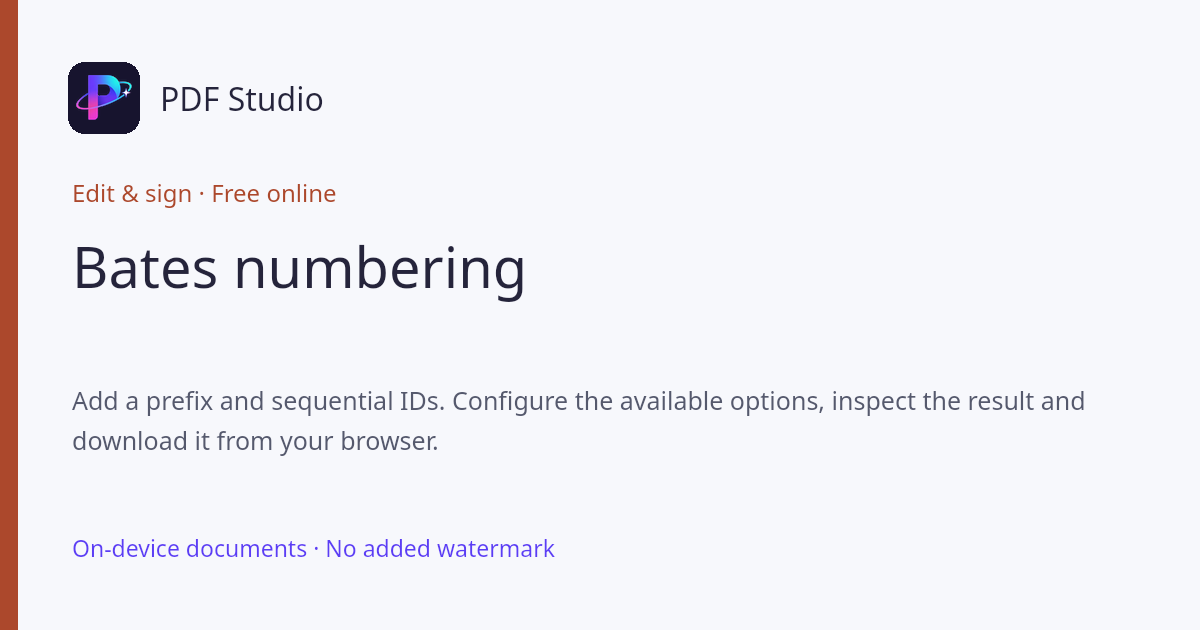 PDF Studio
Edit & sign · Free online
Bates numbering
Add a prefix and sequential IDs. Configure the available options, inspect the result and
download it from your browser.
On-device documents · No added watermark